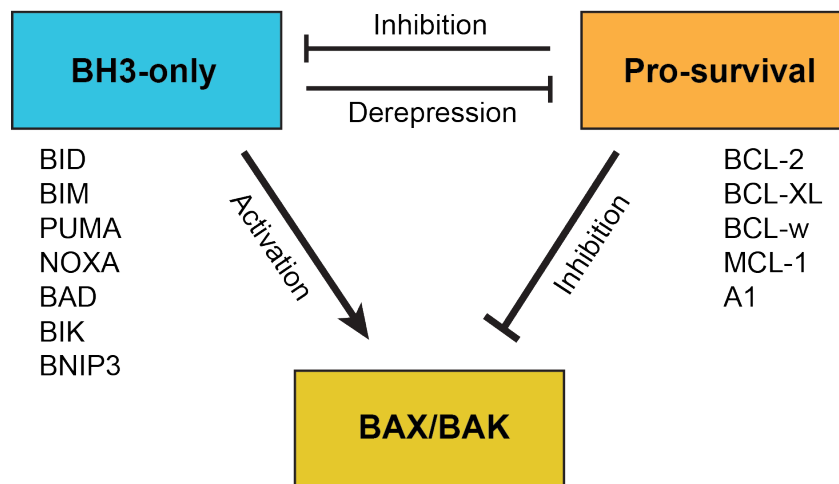 Inhibition
BH3-only
Pro-survival
Derepression
BID
BIM
PUMA
NOXA
BAD
BIK
BNIP3
Activation
Inhibition
BCL-2
BCL-XL
BCL-w
MCL-1
A1
BAX/BAK